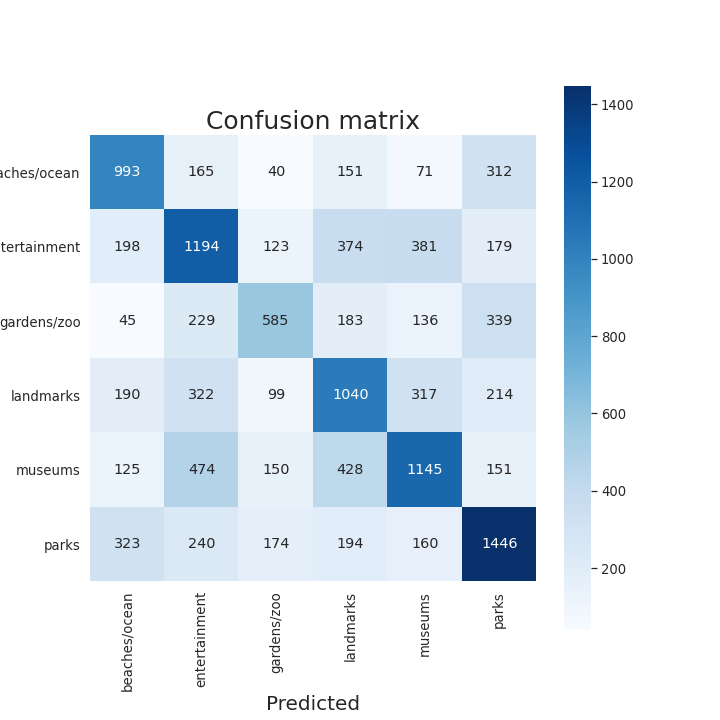 Confusion matrix
aches/ocean 993 165 40 151 71 312
tertainment 198 1194 123 374 381 179
gardens/zoo 45 229 585 183 136 339
landmarks 190 322 99 1040 317 214
museums 125 474 150 428 1145 151
parks 323 240 174 194 160 1446
beaches/ocean entertainment gardens/zoo landmarks museums parks
Predicted
1400
1200
1000
800
600
400
200